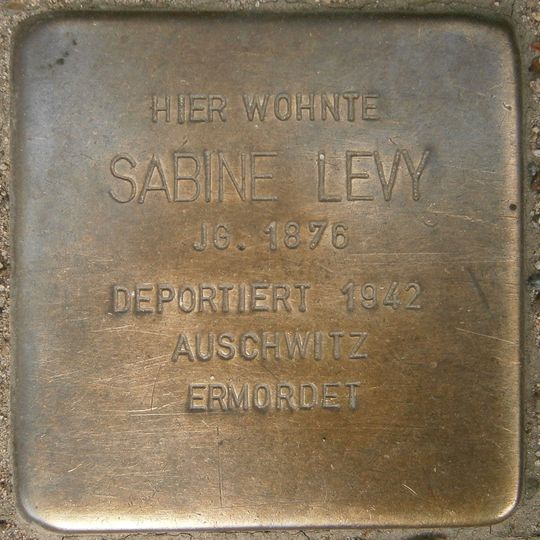 HIER WOHNTE
SABINE LEVY
JG. 1876
DEPORTIERT 1942
AUSCHWITZ
ERMORDET